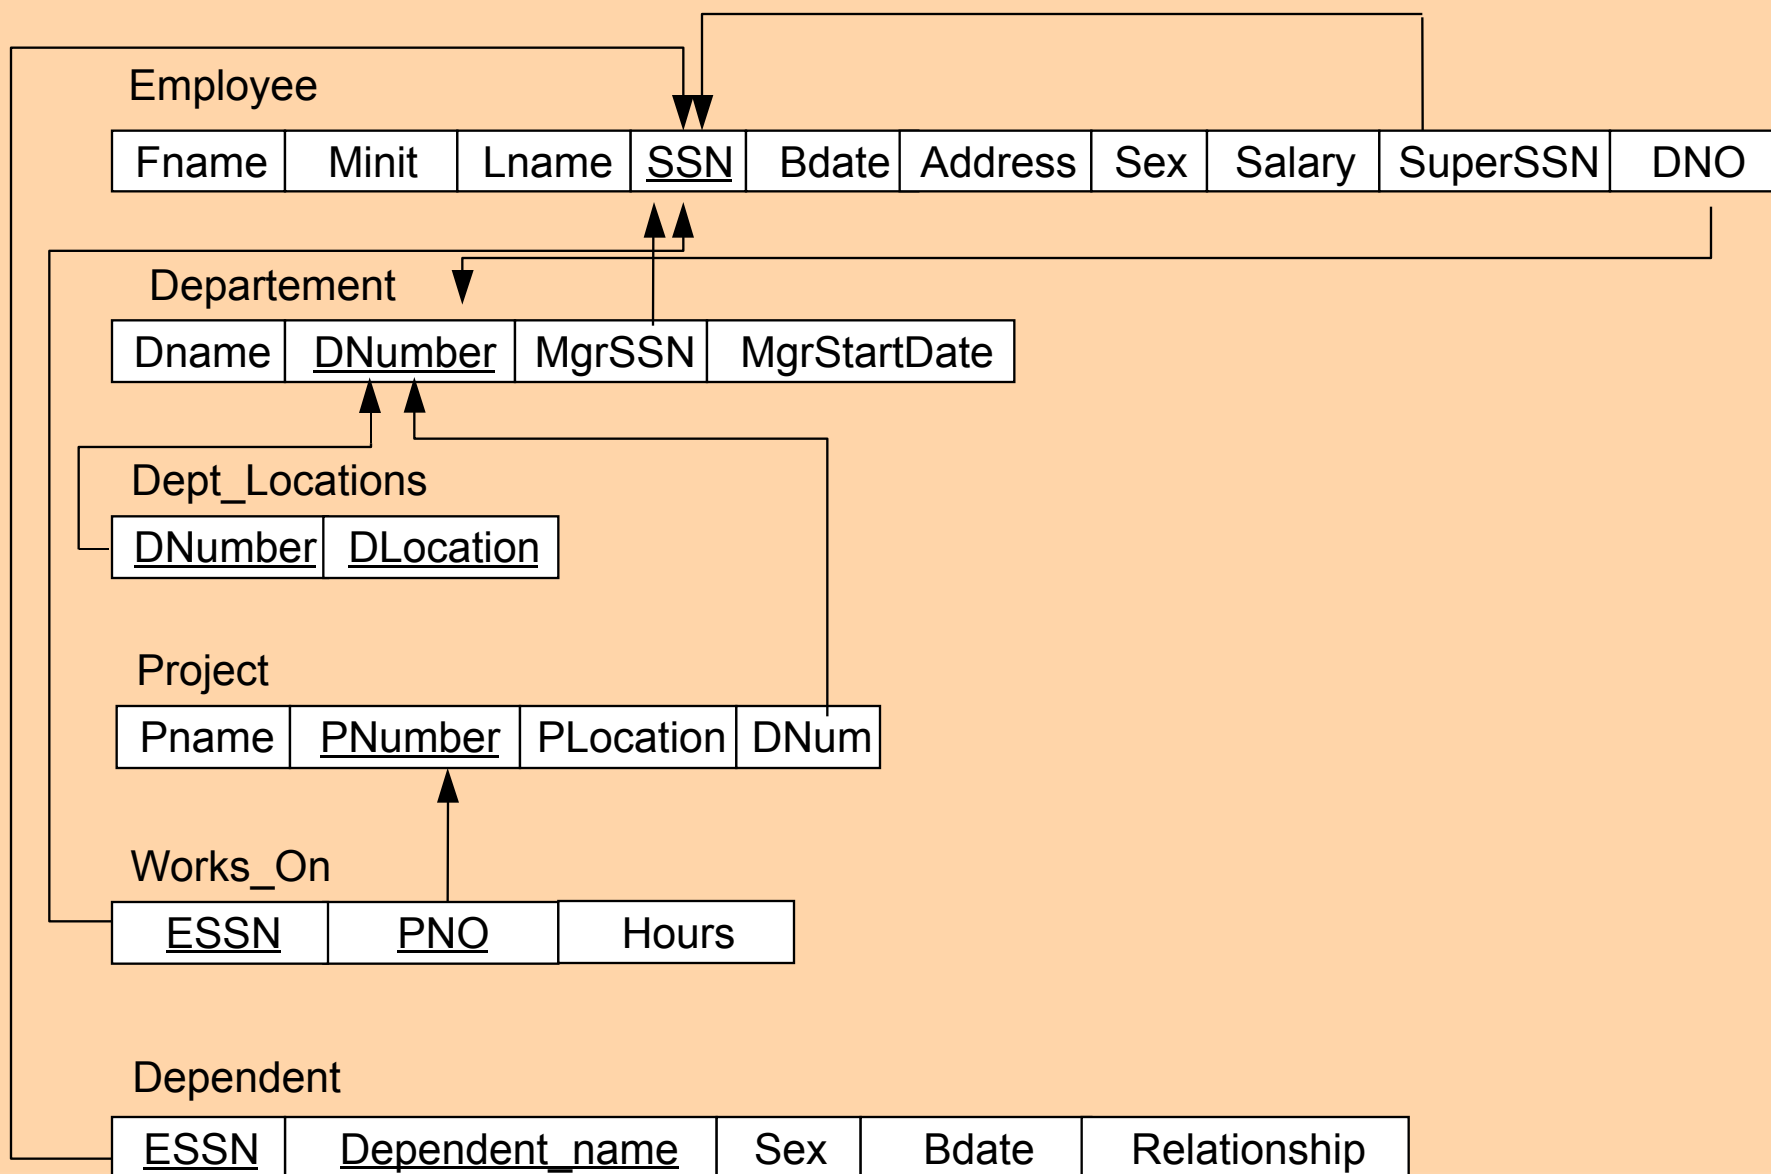 Employee
Fname Minit Lname SSN Bdate Address Sex Salary SuperSSN DNO
Departement
Dname DNumber MgrSSN MgrStartDate
Dept_Locations
DNumber DLocation
Project
Pname PNumber PLocation DNum
Works_On
ESSN PNO Hours
Dependent
ESSN Dependent_name Sex Bdate Relationship